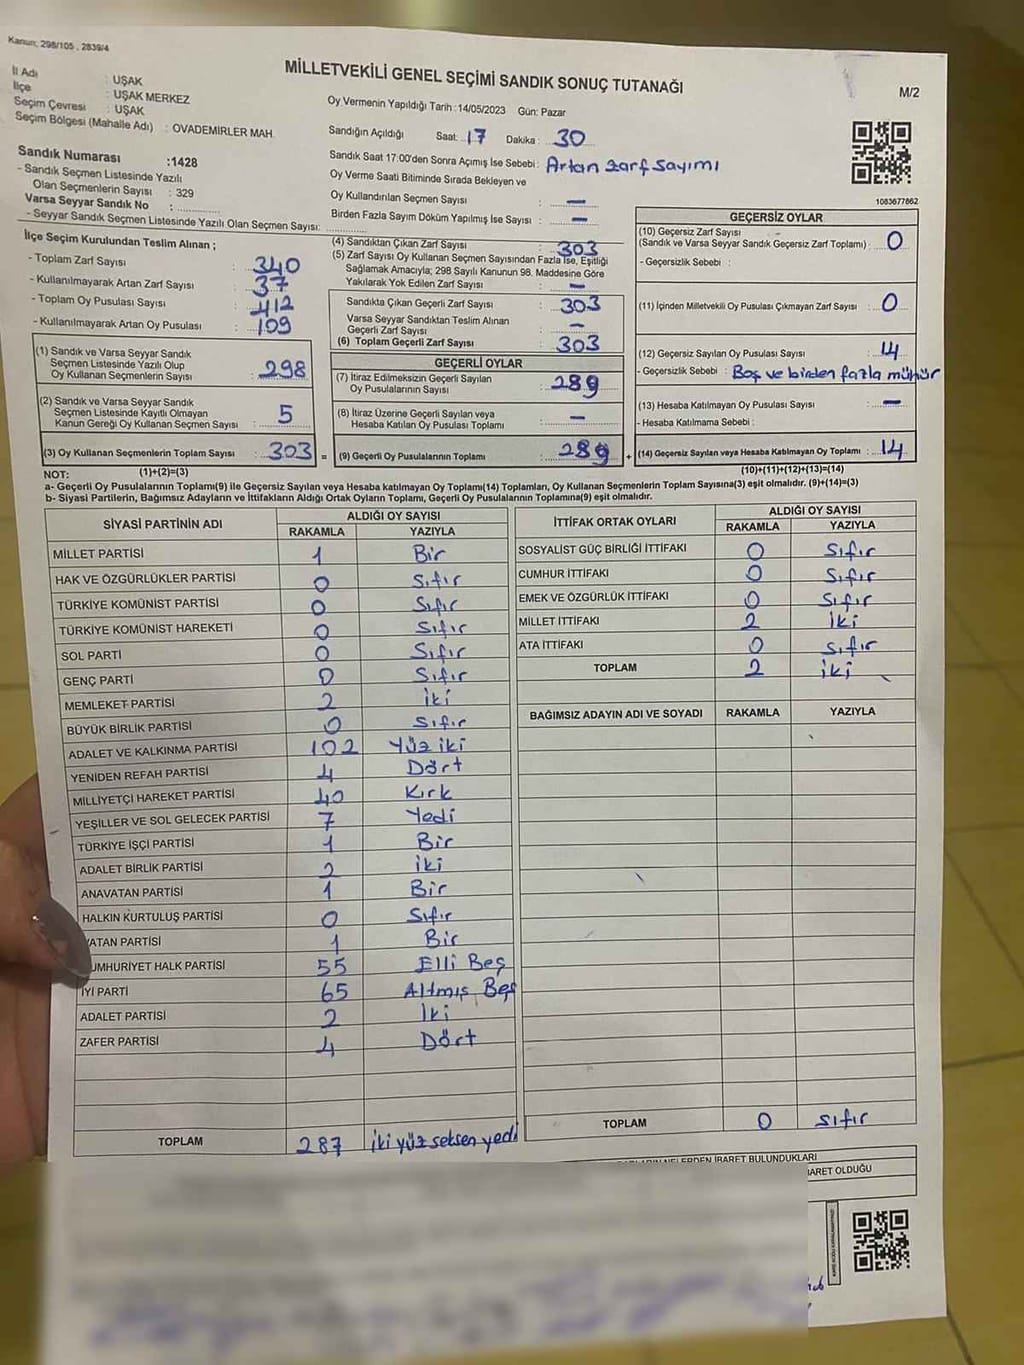 Kanun; 298/105 , 2839/4
MİLLETVEKİLİ GENEL SEÇİMİ SANDIK SONUÇ TUTANAĞI
M/2
İl Adı : UŞAK
İlçe : UŞAK MERKEZ
Seçim Çevresi : UŞAK
Seçim Bölgesi (Mahalle Adı) : OVADEMİRLER MAH.
Sandık Numarası :1428
- Sandık Seçmen Listesinde Yazılı
Olan Seçmenlerin Sayısı : 329
Varsa Seyyar Sandık No :
- Seyyar Sandık Seçmen Listesinde Yazılı Olan Seçmen Sayısı:
Oy Vermenin Yapıldığı Tarih :14/05/2023 Gün: Pazar
Sandığın Açıldığı Saat: 17 Dakika : 30
Sandık Saat 17:00'den Sonra Açımış İse Sebebi : Artan zarf sayımı
Oy Verme Saati Bitiminde Sırada Bekleyen ve
Oy Kullandırılan Seçmen Sayısı : —
Birden Fazla Sayım Döküm Yapılmış İse Sayısı : —
1083677862
İlçe Seçim Kurulundan Teslim Alınan ;
- Toplam Zarf Sayısı : 340
- Kullanılmayarak Artan Zarf Sayısı : 37
- Toplam Oy Pusulası Sayısı : 412
- Kullanılmayarak Artan Oy Pusulası : 109
(4) Sandıktan Çıkan Zarf Sayısı : 303
(5) Zarf Sayısı Oy Kullanan Seçmen Sayısından Fazla İse, Eşitliği
Sağlamak Amacıyla; 298 Sayılı Kanunun 98. Maddesine Göre
Yakılarak Yok Edilen Zarf Sayısı : —
Sandıkta Çıkan Geçerli Zarf Sayısı : 303
Varsa Seyyar Sandıktan Teslim Alınan
Geçerli Zarf Sayısı : —
(6) Toplam Geçerli Zarf Sayısı : 303
GEÇERSİZ OYLAR
(10) Geçersiz Zarf Sayısı
(Sandık ve Varsa Seyyar Sandık Geçersiz Zarf Toplamı) : 0
- Geçersizlik Sebebi :
(11) İçinden Milletvekili Oy Pusulası Çıkmayan Zarf Sayısı : 0
(12) Geçersiz Sayılan Oy Pusulası Sayısı : 14
- Geçersizlik Sebebi : Boş ve birden fazla mühür
(13) Hesaba Katılmayan Oy Pusulası Sayısı : —
- Hesaba Katılmama Sebebi :
(14) Geçersiz Sayılan veya Hesaba Katılmayan Oy Toplamı : 14
(1) Sandık ve Varsa Seyyar Sandık
Seçmen Listesinde Yazılı Olup
Oy Kullanan Seçmenlerin Sayısı : 298
(2) Sandık ve Varsa Seyyar Sandık
Seçmen Listesinde Kayıtlı Olmayan
Kanun Gereği Oy Kullanan Seçmen Sayısı : 5
(3) Oy Kullanan Seçmenlerin Toplam Sayısı : 303 =
GEÇERLİ OYLAR
(7) İtiraz Edilmeksizin Geçerli Sayılan
Oy Pusulalarının Sayısı : 289
(8) İtiraz Üzerine Geçerli Sayılan veya
Hesaba Katılan Oy Pusulası Toplamı : —
(9) Geçerli Oy Pusulalarının Toplamı : 289 +
NOT: (1)+(2)=(3)
(10)+(11)+(12)+(13)=(14)
a- Geçerli Oy Pusulasının Toplamı(9) ile Geçersiz Sayılan veya Hesaba Katılmayan Oy Toplamı(14) Toplamları, Oy Kullanan Seçmenlerin Toplam Sayısına(3) eşit olmalıdır. (9)+(14)=(3)
b- Siyasi Partilerin, Bağımsız Adayların ve İttifakların Aldığı Ortak Oyların Toplamı, Geçerli Oy Pusulalarının Toplamına(9) eşit olmalıdır.
SİYASİ PARTİNİN ADI
ALDIĞI OY SAYISI
RAKAMLA YAZIYLA
MİLLET PARTİSİ 1 Bir
HAK VE ÖZGÜRLÜKLER PARTİSİ 0 Sıfır
TÜRKİYE KOMÜNİST PARTİSİ 0 Sıfır
TÜRKİYE KOMÜNİST HAREKETİ 0 Sıfır
SOL PARTİ 0 Sıfır
GENÇ PARTİ 0 Sıfır
MEMLEKET PARTİSİ 2 İki
BÜYÜK BİRLİK PARTİSİ 0 Sıfır
ADALET VE KALKINMA PARTİSİ 102 Yüz iki
YENİDEN REFAH PARTİSİ 4 Dört
MİLLİYETÇİ HAREKET PARTİSİ 40 Kırk
YEŞİLLER VE SOL GELECEK PARTİSİ 7 Yedi
TÜRKİYE İŞÇİ PARTİSİ 1 Bir
ADALET BİRLİK PARTİSİ 2 İki
ANAVATAN PARTİSİ 1 Bir
HALKIN KURTULUŞ PARTİSİ 0 Sıfır
ATAN PARTİSİ 1 Bir
UMHURİYET HALK PARTİSİ 55 Elli Beş
İYİ PARTİ 65 Altmış Beş
ADALET PARTİSİ 2 İki
ZAFER PARTİSİ 4 Dört
TOPLAM 287 iki yüz seksen yedi
İTTİFAK ORTAK OYLARI
ALDIĞI OY SAYISI
RAKAMLA YAZIYLA
SOSYALİST GÜÇ BİRLİĞİ İTTİFAKI 0 Sıfır
CUMHUR İTTİFAKI 0 Sıfır
EMEK VE ÖZGÜRLÜK İTTİFAKI 0 Sıfır
MİLLET İTTİFAKI 2 İki
ATA İTTİFAKI 0 Sıfır
TOPLAM 2 iki
BAĞIMSIZ ADAYIN ADI VE SOYADI RAKAMLA YAZIYLA
TOPLAM 0 sıfır
İBARET BULUNDUKLARI
BARET OLDUĞU